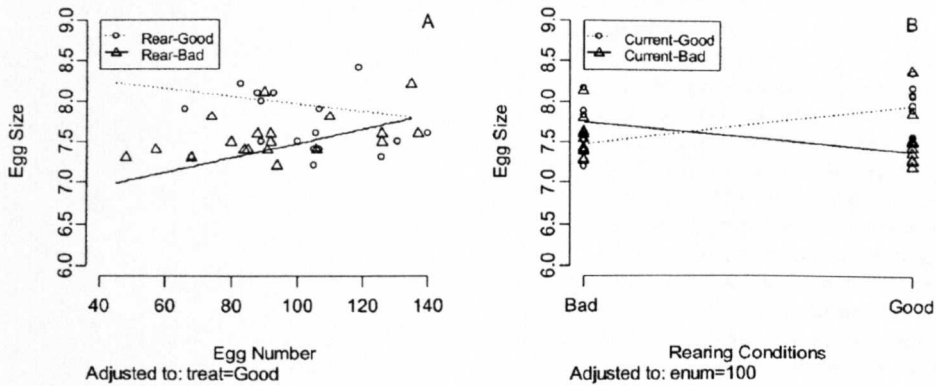 A
Rear-Good
Rear-Bad
Egg Size
9.0
8.5
8.0
7.5
7.0
6.5
6.0
40 60 80 100 120 140
Egg Number
Adjusted to: treat=Good
B
Current-Good
Current-Bad
Egg Size
9.0
8.5
8.0
7.5
7.0
6.5
6.0
Bad Good
Rearing Conditions
Adjusted to: enum=100